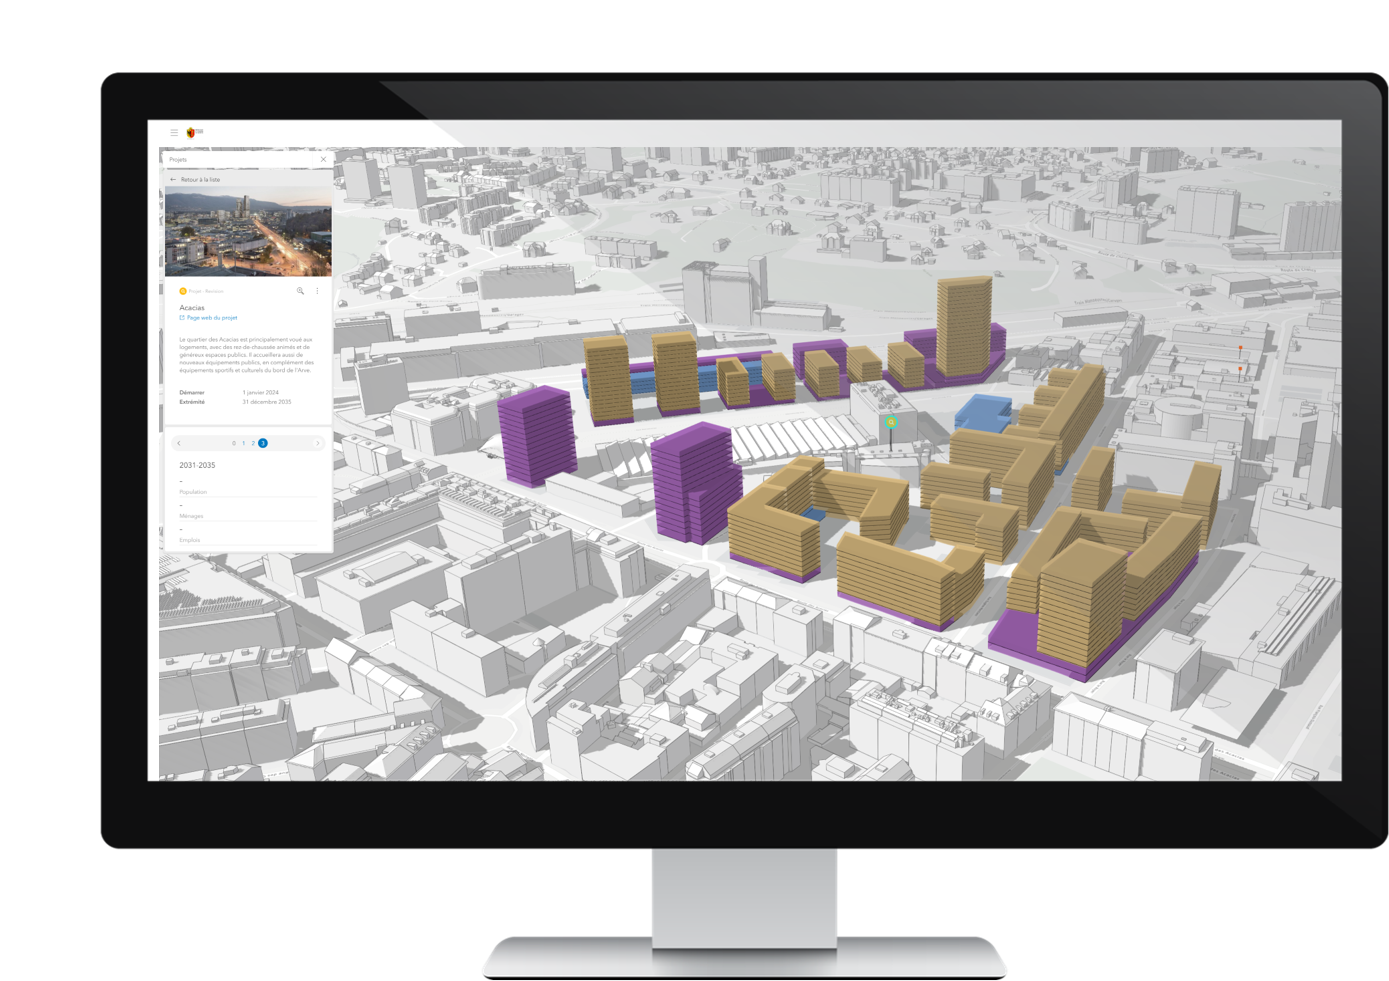 Projets
Retour à la liste
Projet - Révision
Acacias
Page web du projet
Le quartier des Acacias est principalement voué aux
logements, avec des rez-de-chaussée animés et de
généreux espaces publics. Il accueillera aussi de
nouveaux équipements publics, en complément des
équipements sportifs et culturels du bord de l'Arve.
Démarrer 1 janvier 2024
Extrémité 31 décembre 2035
0 1 2 3
2031-2035
-
Population
-
Ménages
-
Emplois